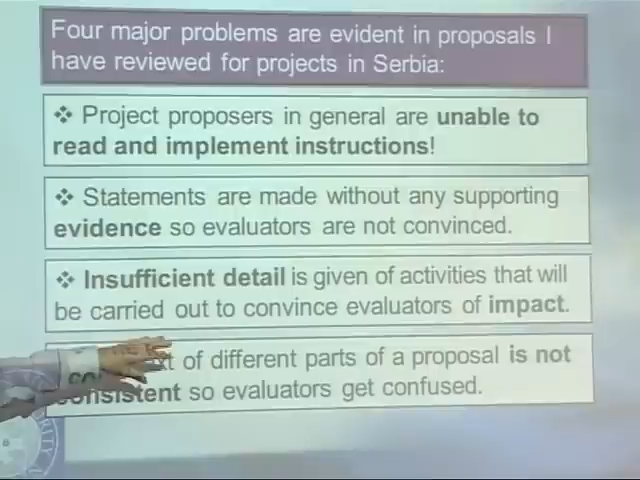 Four major problems are evident in proposals I
have reviewed for projects in Serbia:
❖ Project proposers in general are unable to
read and implement instructions!
❖ Statements are made without any supporting
evidence so evaluators are not convinced.
❖ Insufficient detail is given of activities that will
be carried out to convince evaluators of impact.
of different parts of a proposal is not
consistent so evaluators get confused.